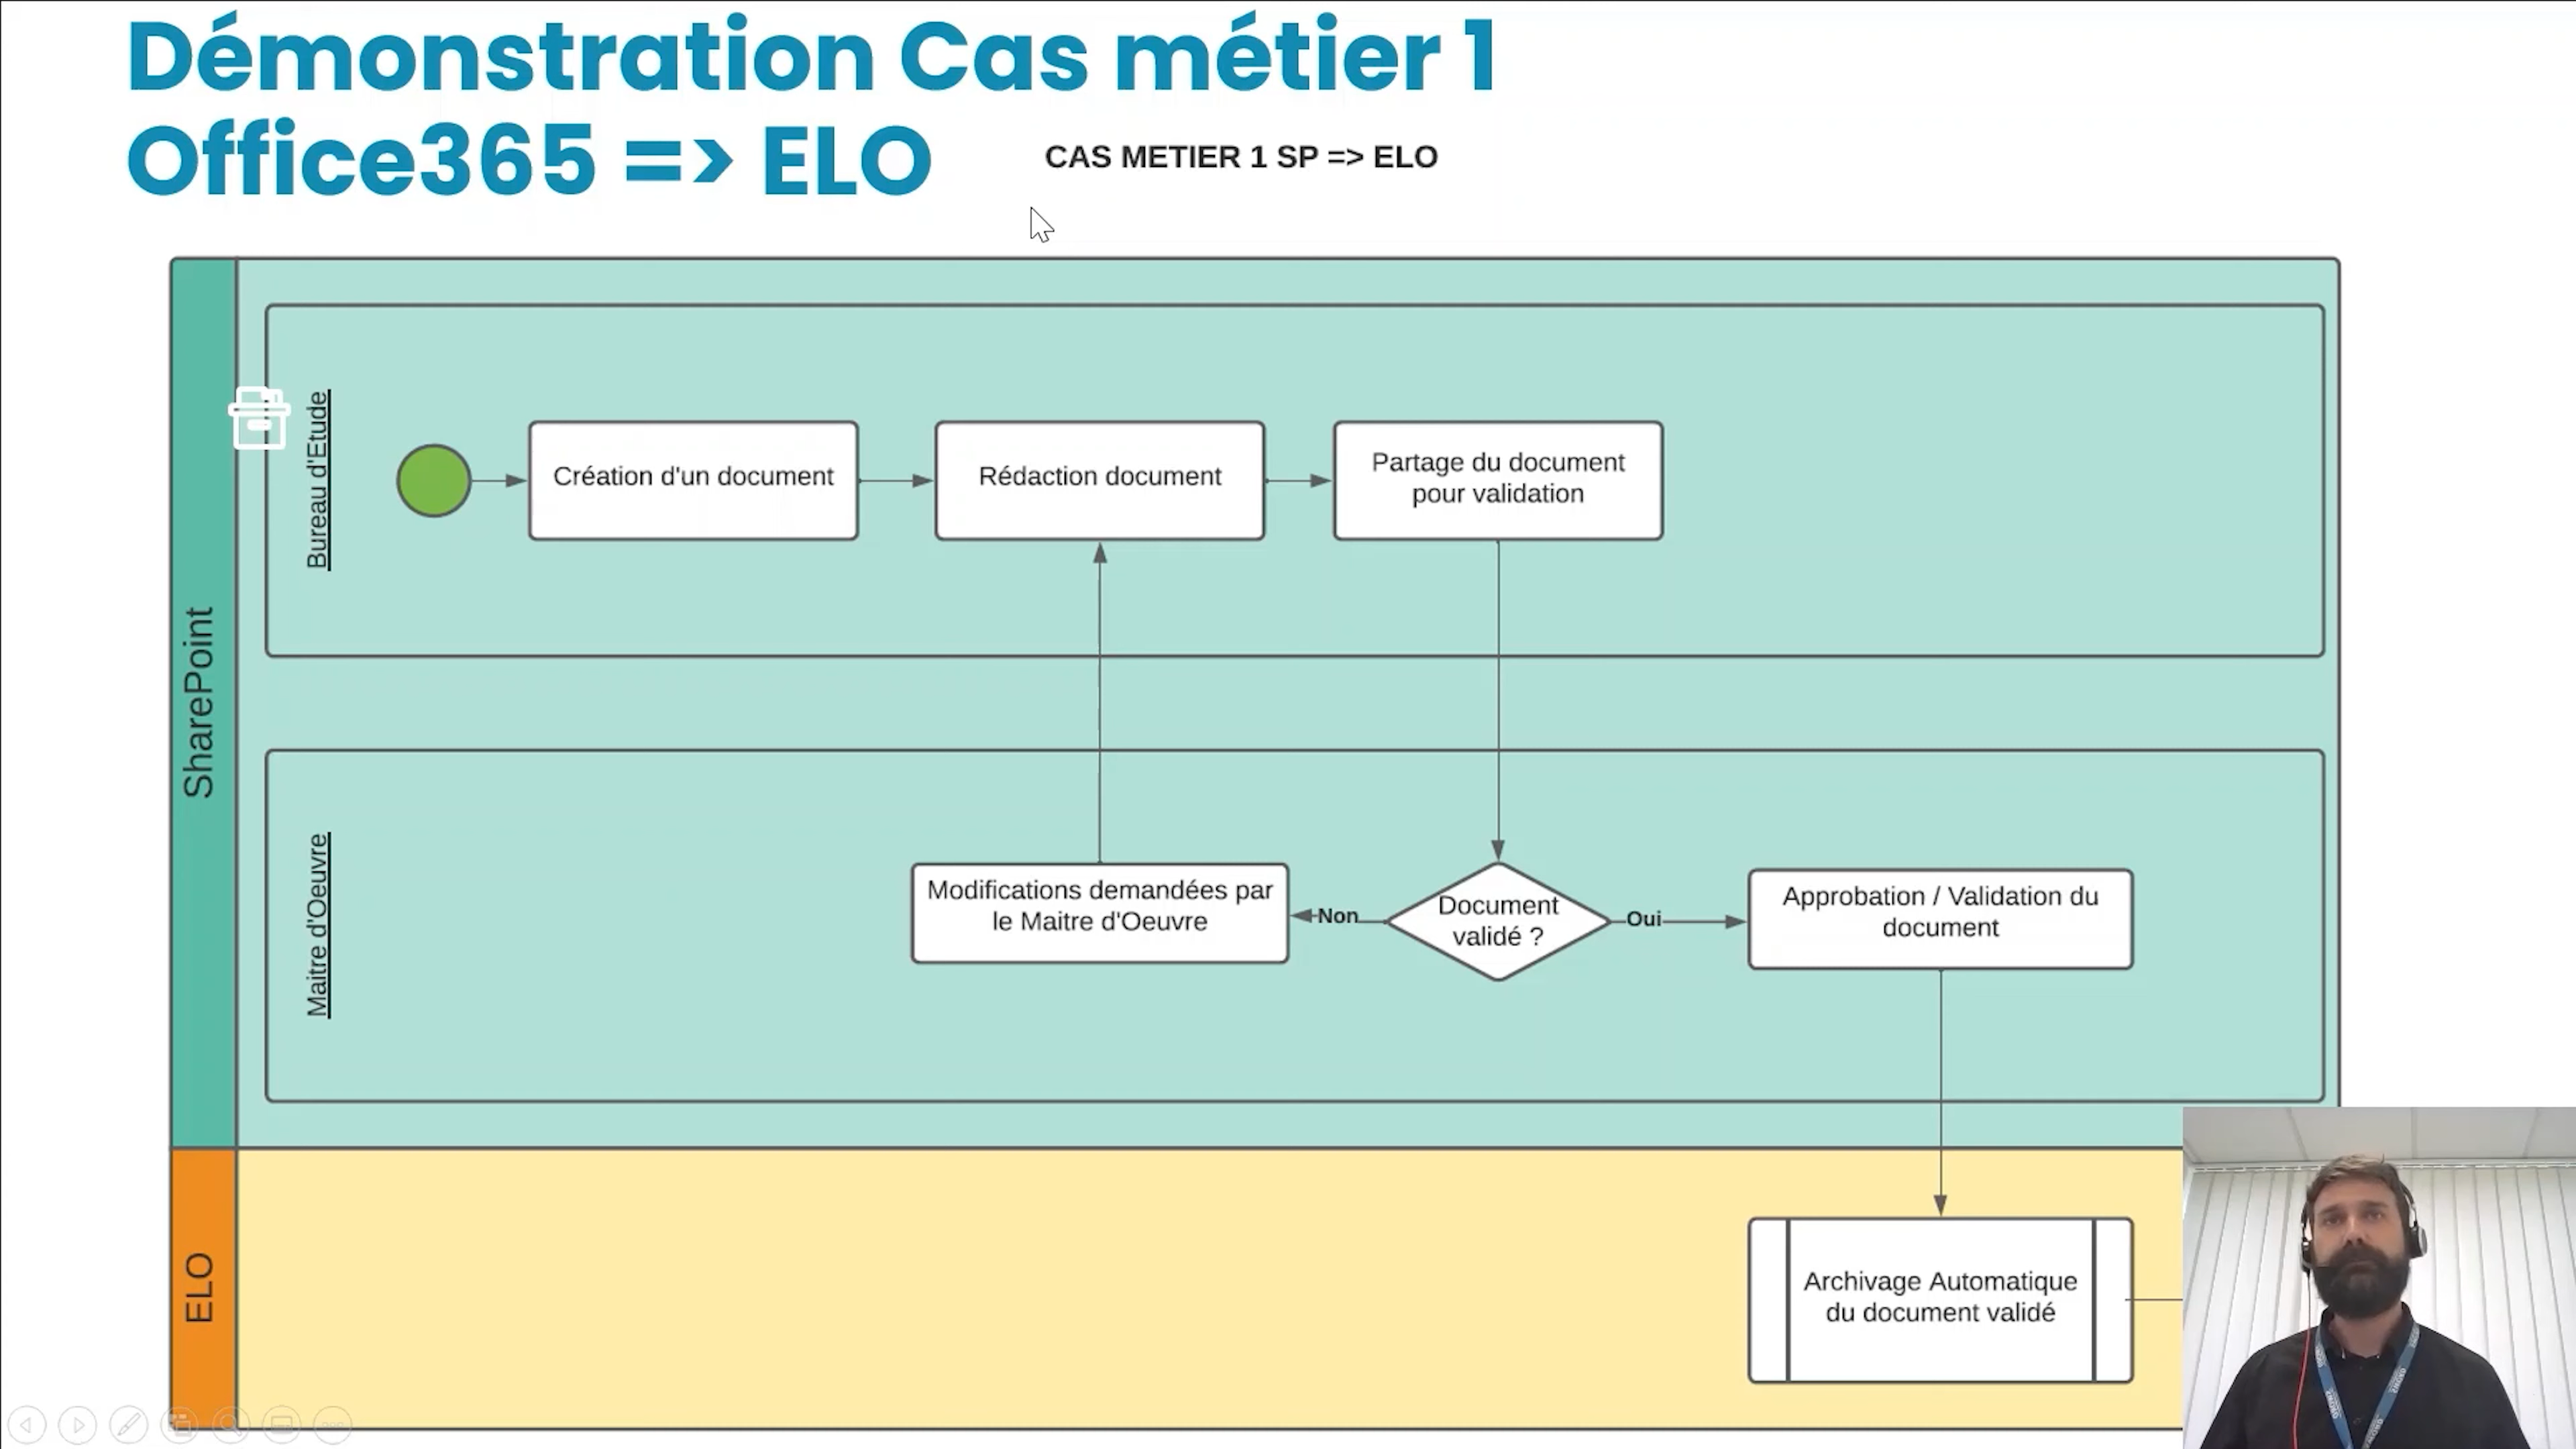 Démonstration Cas métier 1
Office365 => ELO
CAS METIER 1 SP => ELO
SharePoint
Bureau d'Etude
Création d'un document
Rédaction document
Partage du document
pour validation
Maitre d'Oeuvre
Modifications demandées par
le Maitre d'Oeuvre
Non
Document
validé ?
Oui
Approbation / Validation du
document
ELO
Archivage Automatique
du document validé